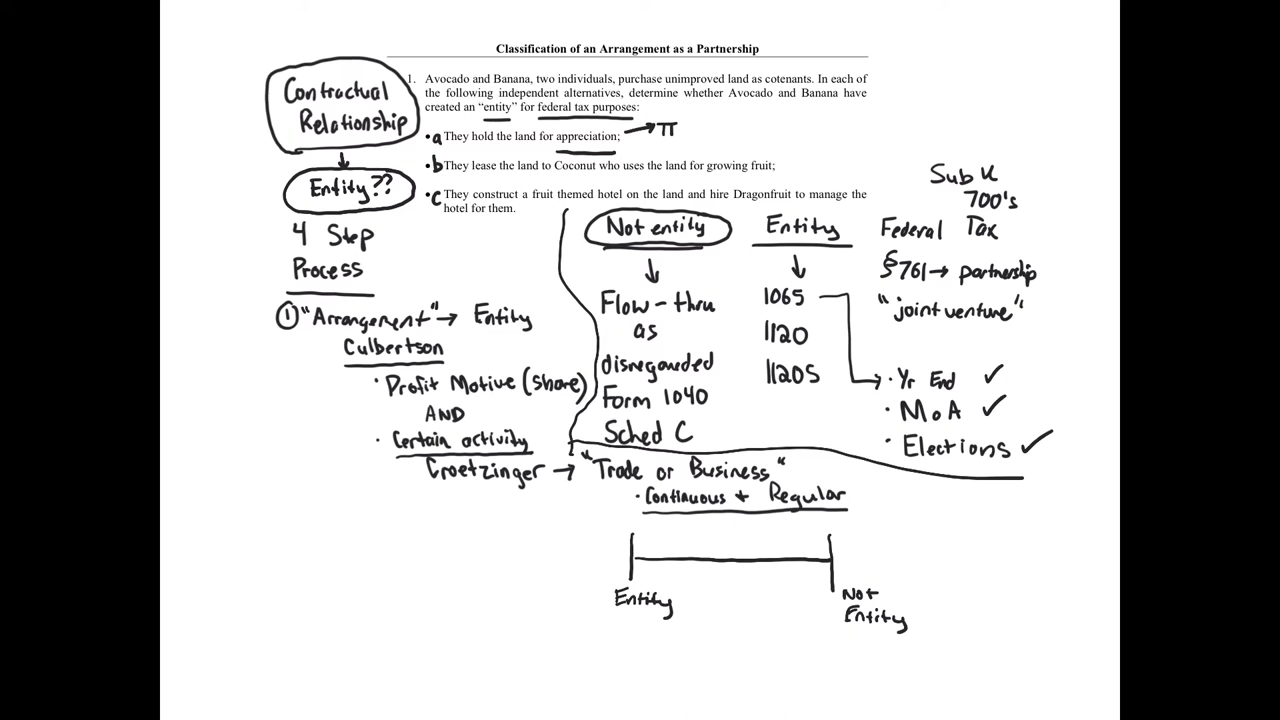 Classification of an Arrangement as a Partnership
1. Avocado and Banana, two individuals, purchase unimproved land as cotenants. In each of
the following independent alternatives, determine whether Avocado and Banana have
created an “entity” for federal tax purposes:
•a They hold the land for appreciation; → π
•b They lease the land to Coconut who uses the land for growing fruit;
•c They construct a fruit themed hotel on the land and hire Dragonfruit to manage the
hotel for them.
Contractual
Relationship
Entity??
4 Step
Process
① "Arrangement" → Entity
Culbertson
· Profit Motive (share)
AND
· Certain activity
Croetzinger → "Trade or Business"
· Continuous + Regular
Not entity
Flow-thru
as
disregarded
Form 1040
Sched C
Entity
1065
1120
1120S
Sub K
700's
Federal Tax
§761 → partnership
"joint venture"
· Yr End ✓
· MoA ✓
· Elections ✓
Entity
Not
Entity